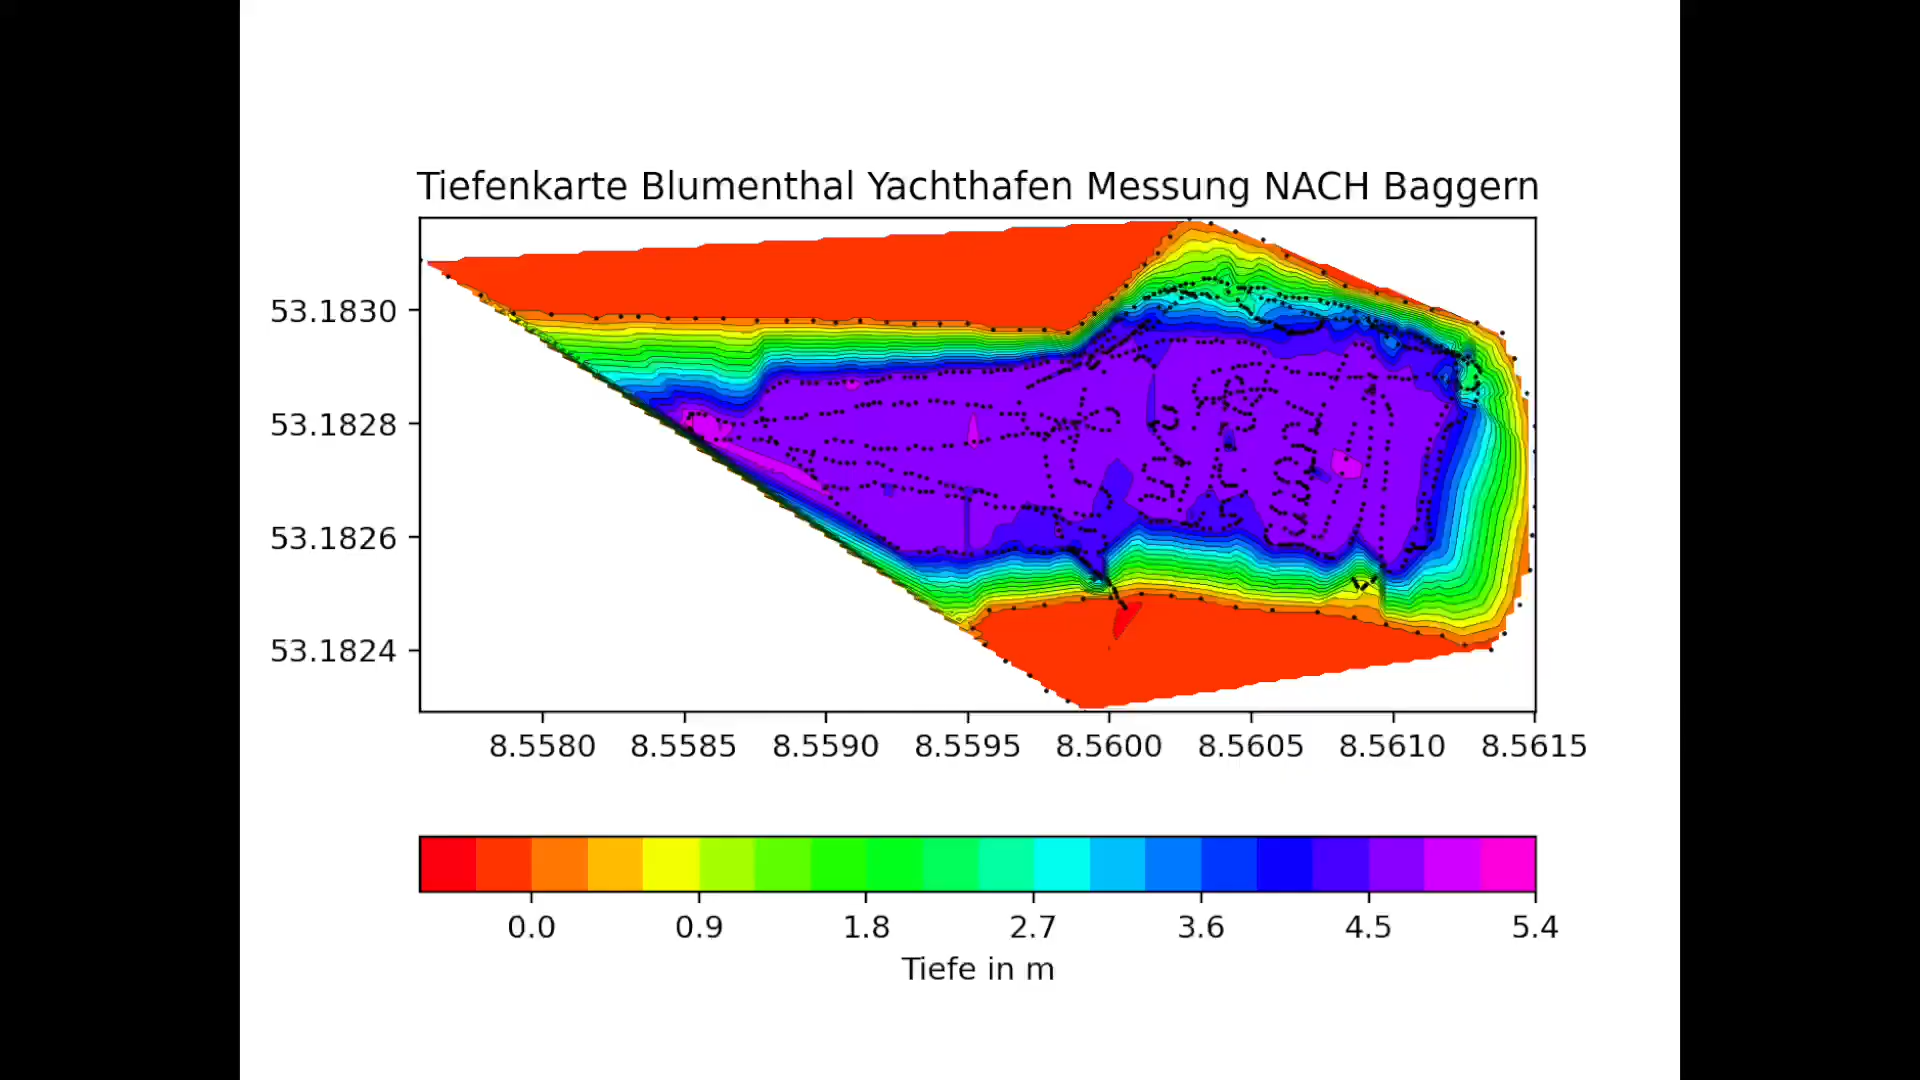 Tiefenkarte Blumenthal Yachthafen Messung NACH Baggern
53.1830
53.1828
53.1826
53.1824
8.5580 8.5585 8.5590 8.5595 8.5600 8.5605 8.5610 8.5615
0.0 0.9 1.8 2.7 3.6 4.5 5.4
Tiefe in m